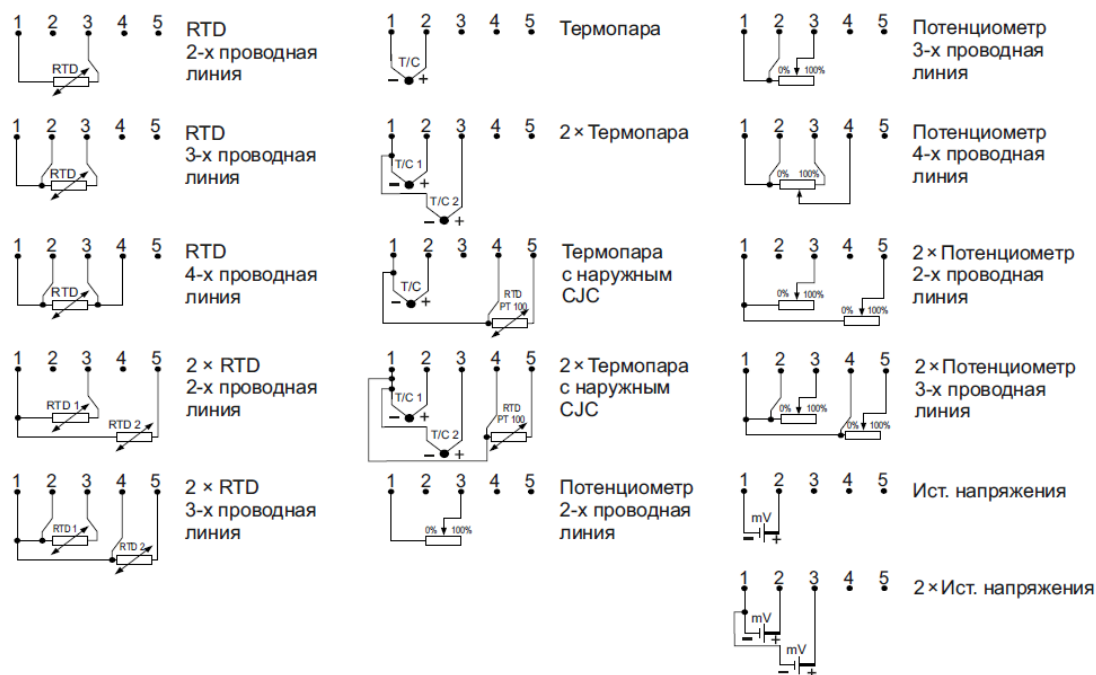 1 2 3 4 5
RTD
RTD
2-х проводная
линия
1 2 3 4 5
RTD
RTD
3-х проводная
линия
1 2 3 4 5
RTD
RTD
4-х проводная
линия
1 2 3 4 5
RTD 1
RTD 2
2 × RTD
2-х проводная
линия
1 2 3 4 5
RTD 1
RTD 2
2 × RTD
3-х проводная
линия
1 2 3 4 5
T/C
– +
Термопара
1 2 3 4 5
T/C 1
– +
T/C 2
– +
2 × Термопара
1 2 3 4 5
T/C
– +
RTD
PT 100
Термопара
с наружным
CJC
1 2 3 4 5
T/C 1
– +
T/C 2
– +
RTD
PT 100
2 × Термопара
с наружным
CJC
1 2 3 4 5
0% 100%
Потенциометр
2-х проводная
линия
1 2 3 4 5
0% 100%
Потенциометр
3-х проводная
линия
1 2 3 4 5
0% 100%
Потенциометр
4-х проводная
линия
1 2 3 4 5
0% 100%
0% 100%
2 × Потенциометр
2-х проводная
линия
1 2 3 4 5
0% 100%
0% 100%
2 × Потенциометр
3-х проводная
линия
1 2 3 4 5
mV
– +
Ист. напряжения
1 2 3 4 5
mV
– +
mV
– +
2 × Ист. напряжения